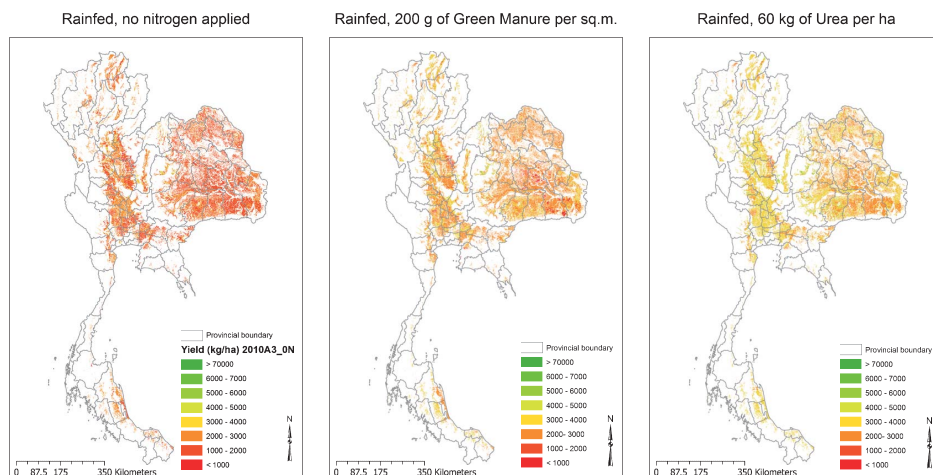 Rainfed, no nitrogen applied
Rainfed, 200 g of Green Manure per sq.m.
Rainfed, 60 kg of Urea per ha
Provincial boundary
Yield (kg/ha) 2010A3_0N
> 70000
6000 - 7000
5000 - 6000
4000 - 5000
3000 - 4000
2000 - 3000
1000 - 2000
< 1000
N
0 87.5 175 350 Kilometers
Provincial boundary
> 70000
6000 - 7000
5000 - 6000
4000 - 5000
3000 - 4000
2000- 3000
1000 - 2000
< 1000
N
0 87.5 175 350 Kilometers
Provincial boundary
> 70000
6000 - 7000
5000 - 6000
4000 - 5000
3000 - 4000
2000- 3000
1000 - 2000
< 1000
N
0 87.5 175 350 Kilometers